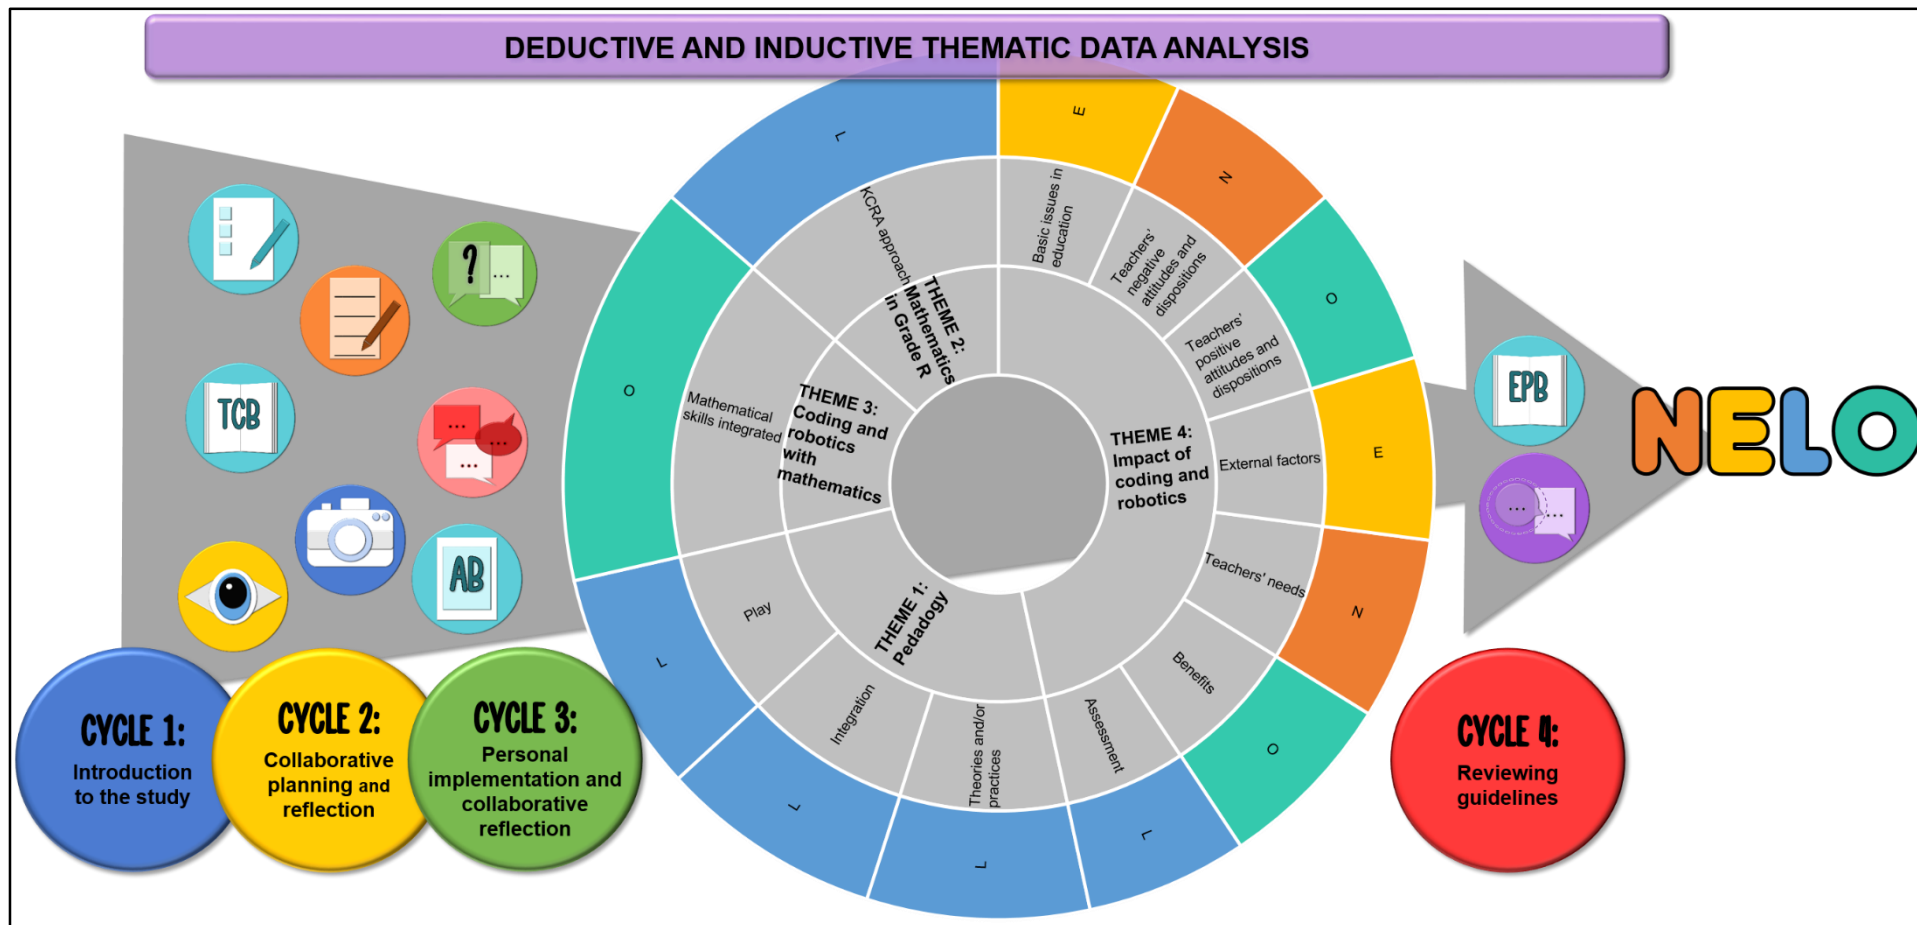 DEDUCTIVE AND INDUCTIVE THEMATIC DATA ANALYSIS
L
E
N
O
E
N
O
L
L
L
L
O
KCRA approach
Basic issues in
education
Teachers'
negative
attitudes and
dispositions
Teachers'
positive
attitudes and
dispositions
External factors
Teachers' needs
Benefits
Assessment
Theories and/or
practices
Integration
Play
Mathematical
skills integrated
THEME 2:
Mathematics
in Grade R
THEME 3:
Coding and
robotics
with
mathematics
THEME 4:
Impact of
coding and
robotics
THEME 1:
Pedadogy
?
...
TCB
...
...
...
AB
EPB
...
...
NELO
CYCLE 1:
Introduction
to the study
CYCLE 2:
Collaborative
planning and
reflection
CYCLE 3:
Personal
implementation and
collaborative
reflection
CYCLE 4:
Reviewing
guidelines